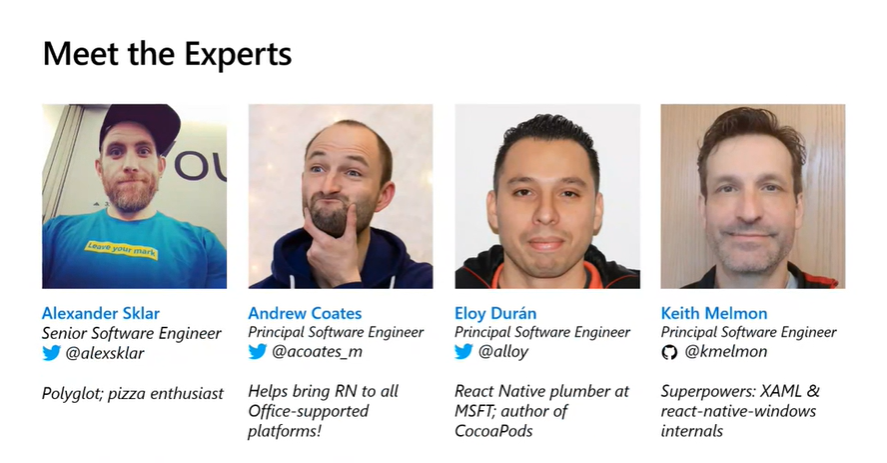 Meet the Experts
YOU
Leave your mark
Alexander Sklar
Senior Software Engineer
@alexsklar
Polyglot; pizza enthusiast
Andrew Coates
Principal Software Engineer
@acoates_m
Helps bring RN to all
Office-supported
platforms!
Eloy Durán
Principal Software Engineer
@alloy
React Native plumber at
MSFT; author of
CocoaPods
Keith Melmon
Principal Software Engineer
@kmelmon
Superpowers: XAML &
react-native-windows
internals